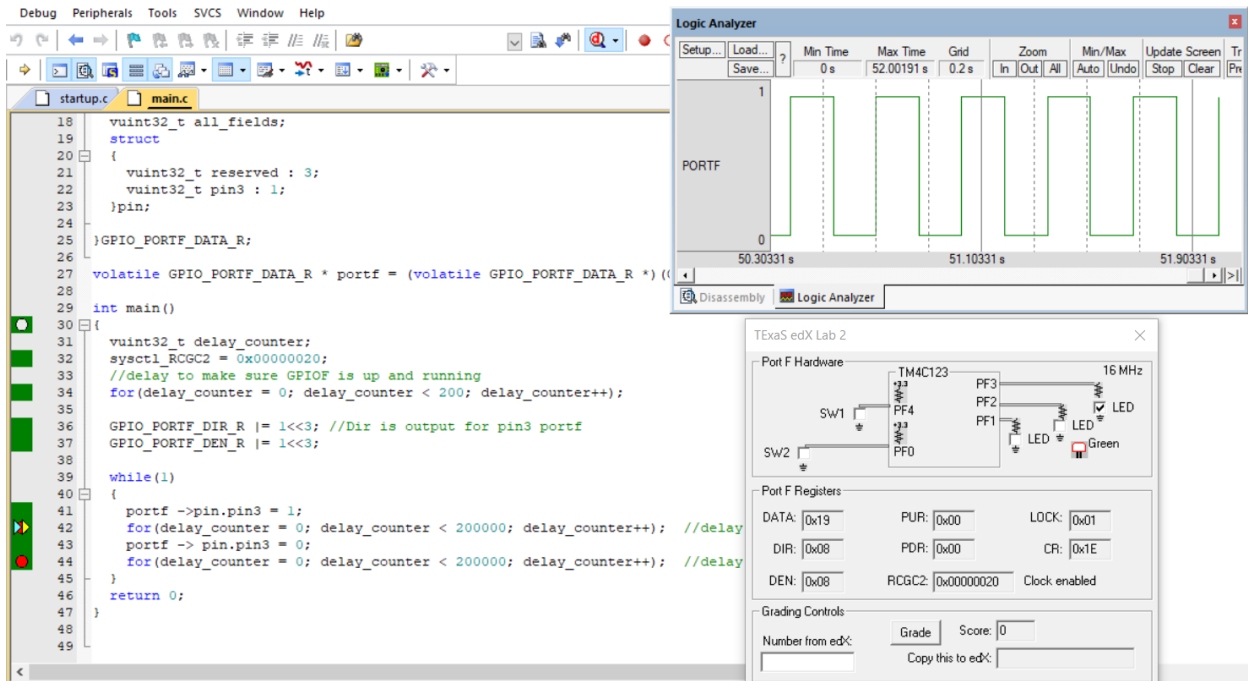 Debug Peripherals Tools SVCS Window Help
startup.c main.c
18 vuint32_t all_fields;
19 struct
20 {
21 vuint32_t reserved : 3;
22 vuint32_t pin3 : 1;
23 }pin;
24
25 }GPIO_PORTF_DATA_R;
26
27 volatile GPIO_PORTF_DATA_R * portf = (volatile GPIO_PORTF_DATA_R *)(
28
29 int main()
30 {
31 vuint32_t delay_counter;
32 sysctl_RCGC2 = 0x00000020;
33 //delay to make sure GPIOF is up and running
34 for(delay_counter = 0; delay_counter < 200; delay_counter++);
35
36 GPIO_PORTF_DIR_R |= 1<<3; //Dir is output for pin3 portf
37 GPIO_PORTF_DEN_R |= 1<<3;
38
39 while(1)
40 {
41 portf ->pin.pin3 = 1;
42 for(delay_counter = 0; delay_counter < 200000; delay_counter++); //delay
43 portf -> pin.pin3 = 0;
44 for(delay_counter = 0; delay_counter < 200000; delay_counter++); //delay
45 }
46 return 0;
47 }
48
49
Logic Analyzer
Setup... Load... ? Min Time Max Time Grid Zoom Min/Max Update Screen Tr
Save... 0 s 52.00191 s 0.2 s In Out All Auto Undo Stop Clear Pre
1
PORTF
0
50.30331 s 51.10331 s 51.90331 s
Disassembly Logic Analyzer
TExaS edX Lab 2
Port F Hardware
TM4C123 16 MHz
+3.3 PF3
SW1 PF4 PF2 LED
+3.3 PF1 LED
SW2 PF0 LED Green
Port F Registers
DATA: 0x19 PUR: 0x00 LOCK: 0x01
DIR: 0x08 PDR: 0x00 CR: 0x1E
DEN: 0x08 RCGC2: 0x00000020 Clock enabled
Grading Controls
Number from edX: Grade Score: 0
Copy this to edX: